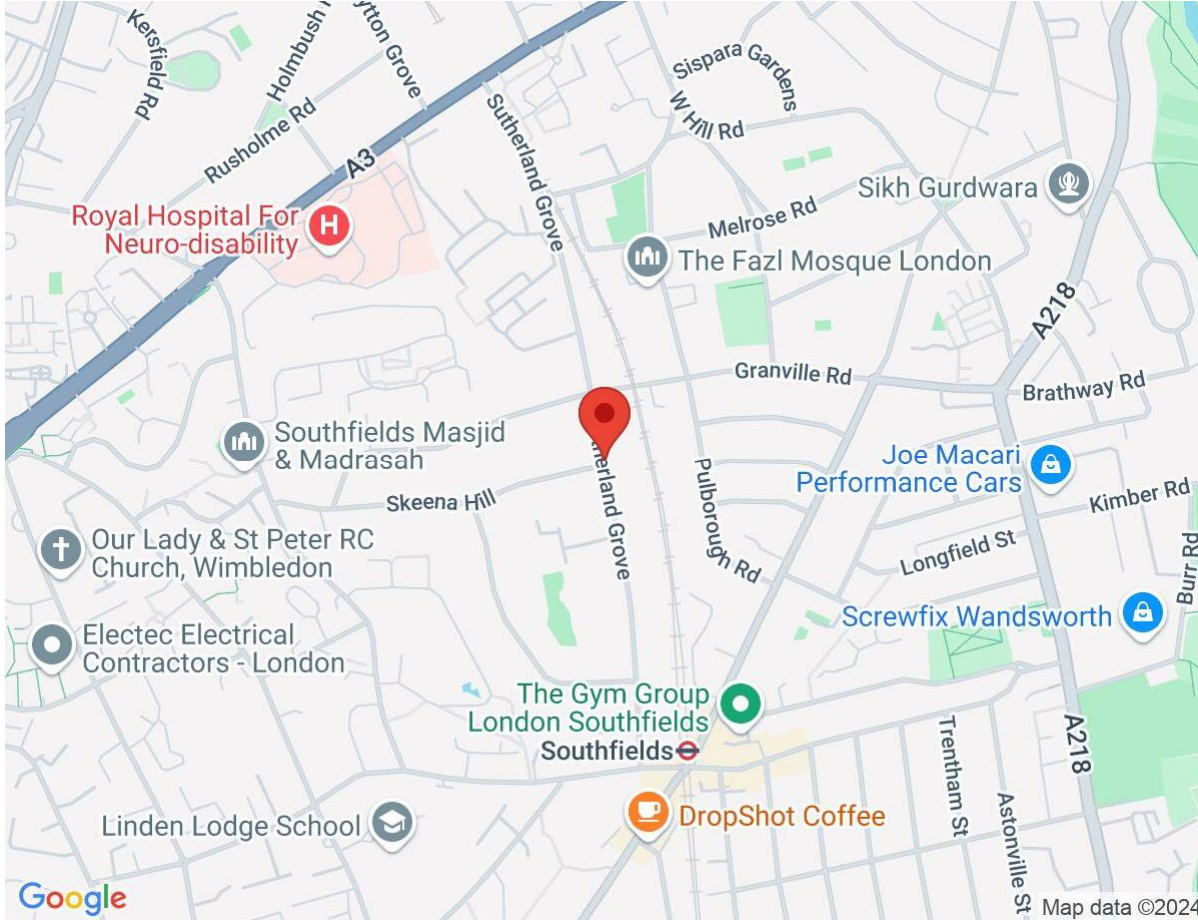 Kersfield Rd
Holmbush
ytton Grove
Rusholme Rd
A3
Sutherland Grove
Sispara Gardens
W Hill Rd
Royal Hospital For
Neuro-disability
Melrose Rd
Sikh Gurdwara
The Fazl Mosque London
A218
Granville Rd
Brathway Rd
Southfields Masjid
& Madrasah
therland Grove
Skeena Hill
Pulborough Rd
Joe Macari
Performance Cars
Kimber Rd
Our Lady & St Peter RC
Church, Wimbledon
Longfield St
Burr Rd
Screwfix Wandsworth
Electec Electrical
Contractors - London
The Gym Group
London Southfields
Southfields
Trentham St
A218
Astonville St
DropShot Coffee
Linden Lodge School
Google
Map data ©2024